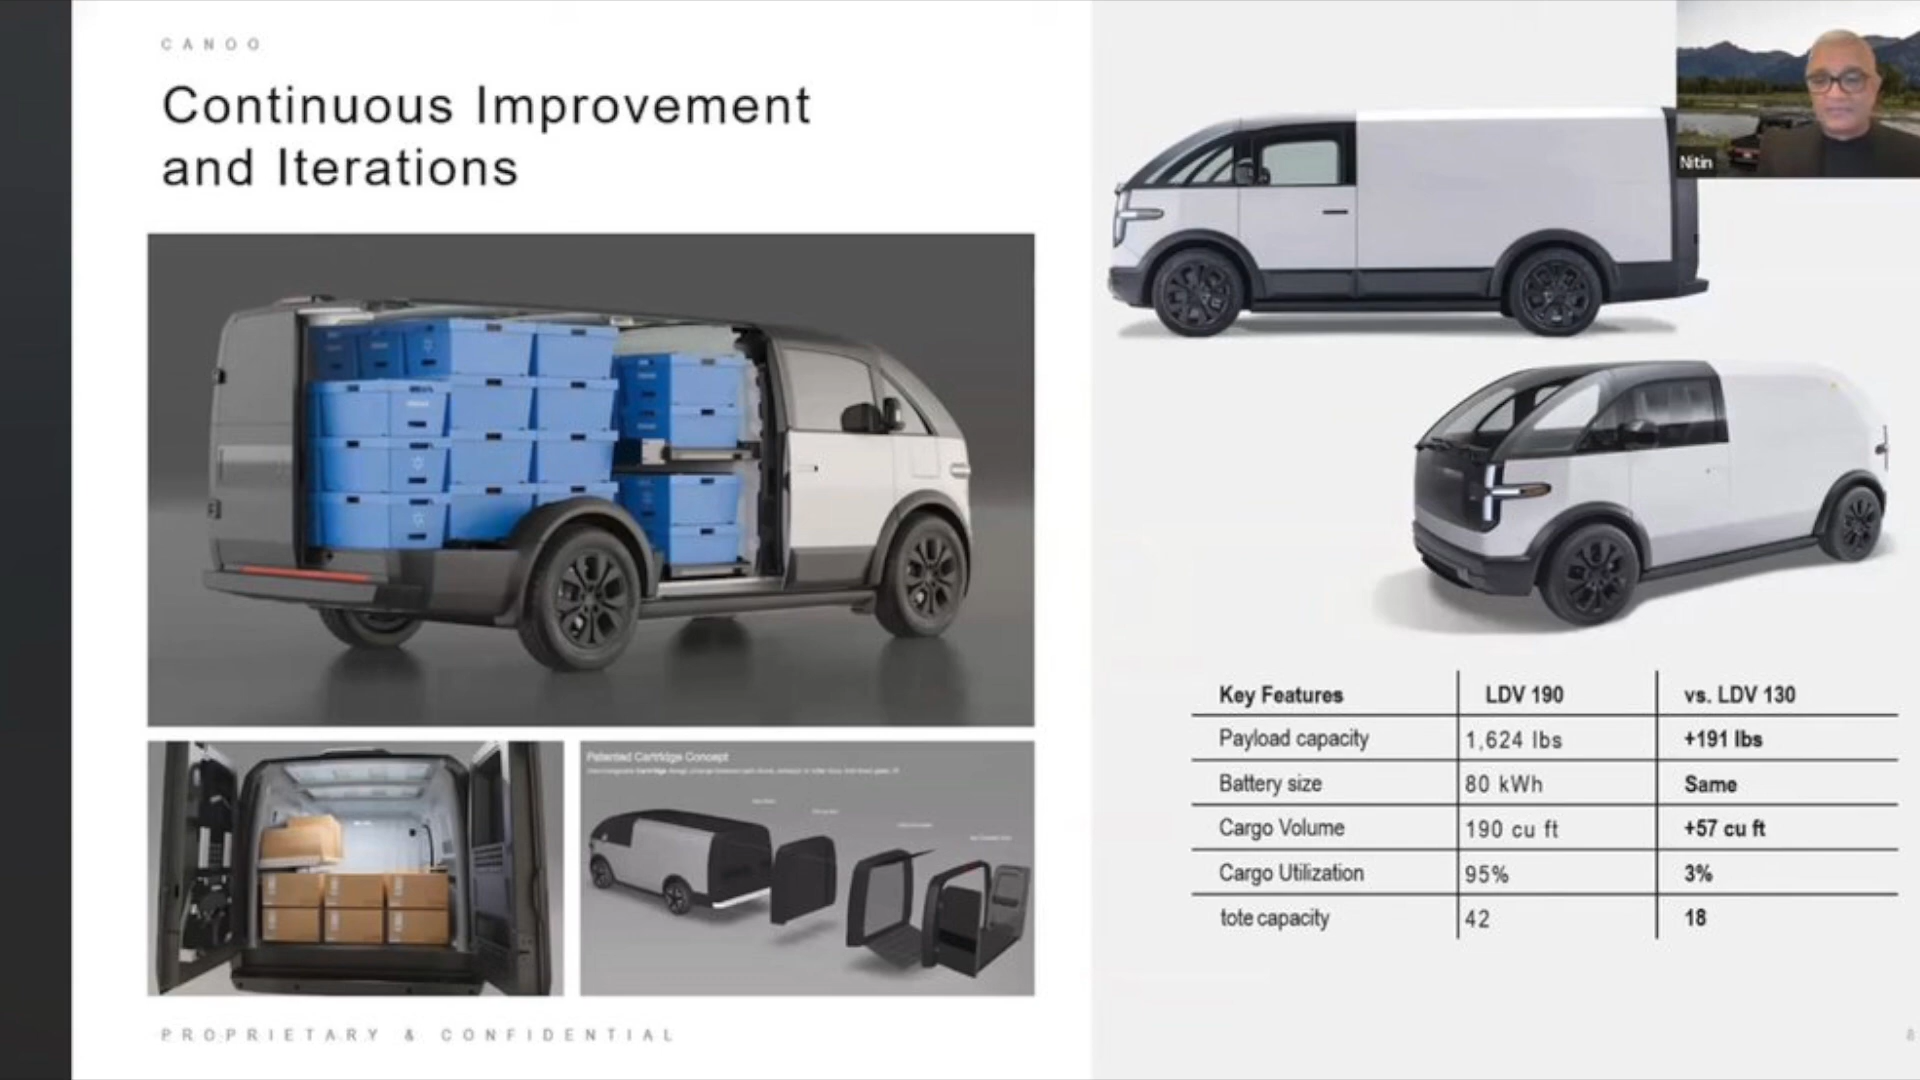 CANOO
Continuous Improvement
and Iterations
Nitin
Patented Cartridge Concept
Key Features LDV 190 vs. LDV 130
Payload capacity 1,624 lbs +191 lbs
Battery size 80 kWh Same
Cargo Volume 190 cu ft +57 cu ft
Cargo Utilization 95% 3%
tote capacity 42 18
PROPRIETARY & CONFIDENTIAL
8